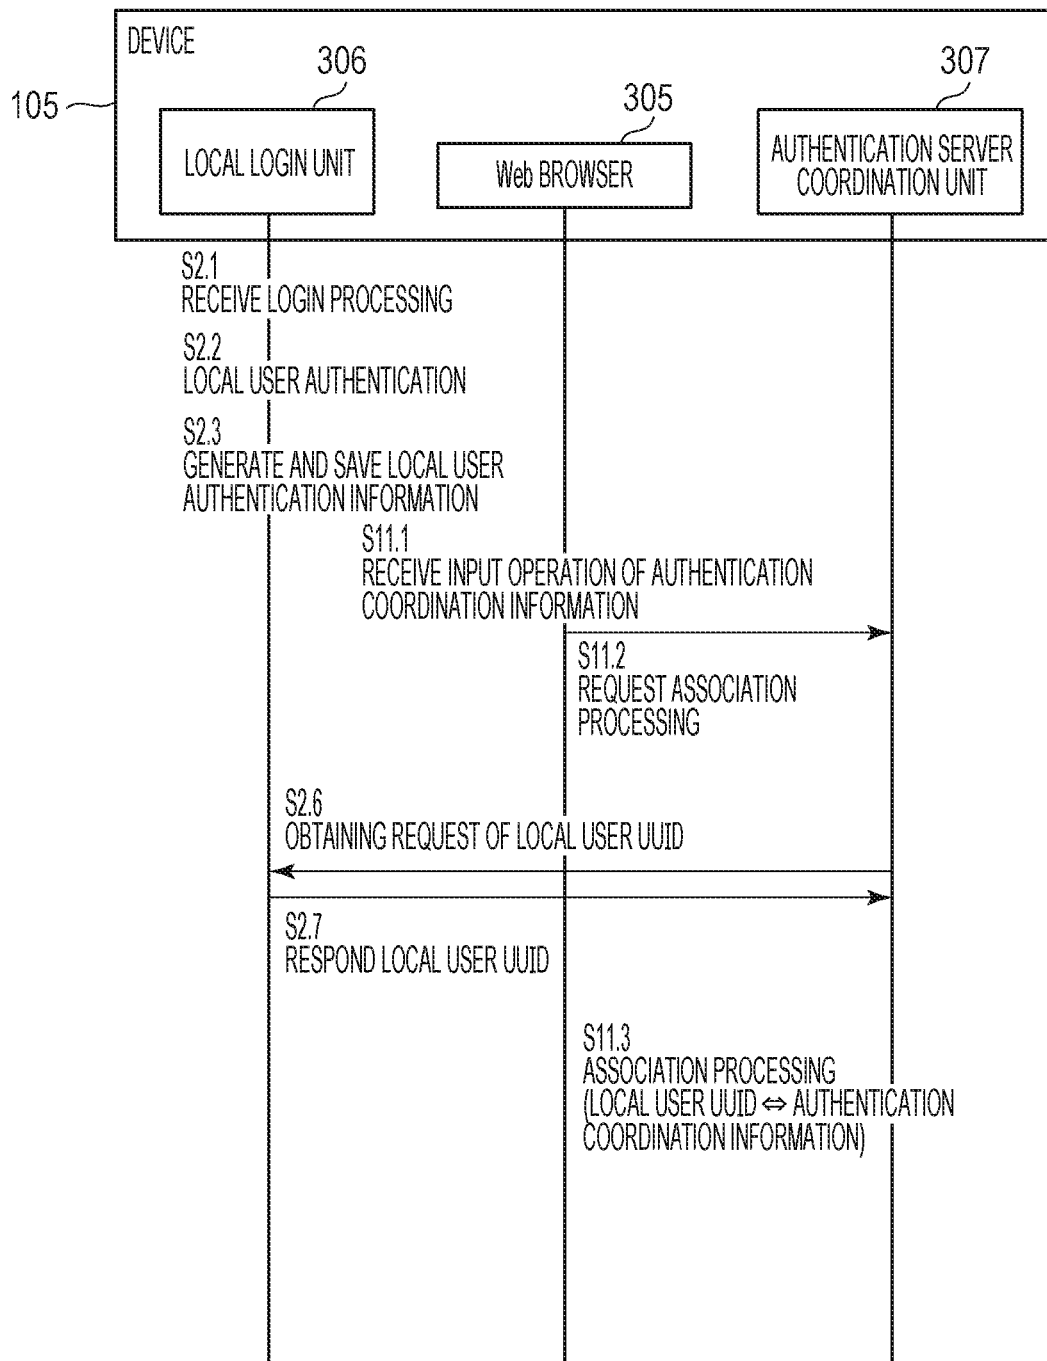 DEVICE
306
305
307
105
LOCAL LOGIN UNIT
Web BROWSER
AUTHENTICATION SERVER
COORDINATION UNIT
S2.1
RECEIVE LOGIN PROCESSING
S2.2
LOCAL USER AUTHENTICATION
S2.3
GENERATE AND SAVE LOCAL USER
AUTHENTICATION INFORMATION
S11.1
RECEIVE INPUT OPERATION OF AUTHENTICATION
COORDINATION INFORMATION
S11.2
REQUEST ASSOCIATION
PROCESSING
S2.6
OBTAINING REQUEST OF LOCAL USER UUID
S2.7
RESPOND LOCAL USER UUID
S11.3
ASSOCIATION PROCESSING
(LOCAL USER UUID ⇔ AUTHENTICATION
COORDINATION INFORMATION)